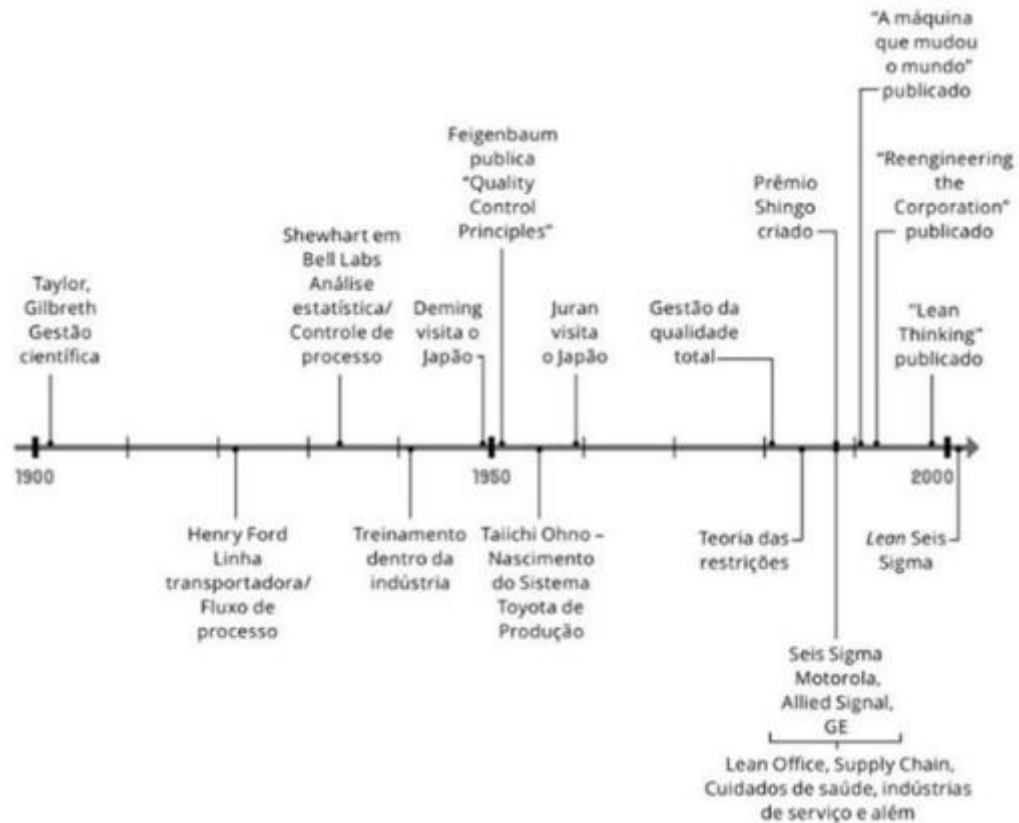 "A máquina
que mudou
o mundo"
publicado
Feigenbaum
publica
"Quality
Control
Principles"
Prêmio
Shingo
criado
"Reengineering
the
Corporation"
publicado
Shewhart em
Bell Labs
Análise
estatística/
Controle de
processo
Taylor,
Gilbreth
Gestão
científica
Deming
visita o
Japão
Juran
visita
o Japão
Gestão da
qualidade
total
"Lean
Thinking"
publicado
1900
1950
2000
Henry Ford
Linha
transportadora/
Fluxo de
processo
Treinamento
dentro da
indústria
Taiichi Ohno –
Nascimento
do Sistema
Toyota de
Produção
Teoria das
restrições
Lean Seis
Sigma
Seis Sigma
Motorola,
Allied Signal,
GE
Lean Office, Supply Chain,
Cuidados de saúde, indústrias
de serviço e além